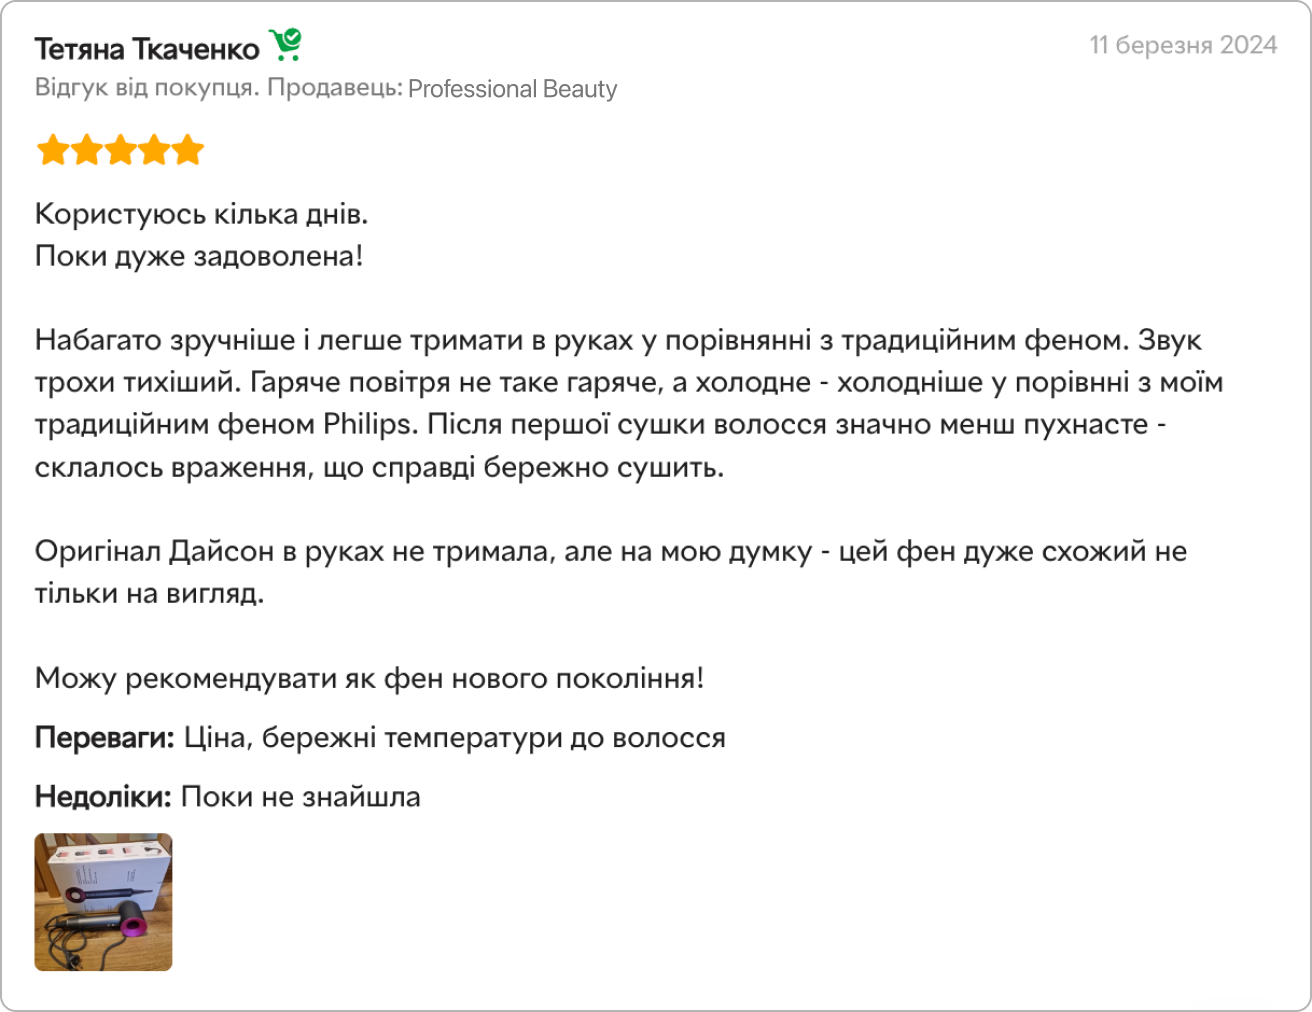 Тетяна Ткаченко
11 березня 2024
Відгук від покупця. Продавець: Professional Beauty
Користуюсь кілька днів.
Поки дуже задоволена!
Набагато зручніше і легше тримати в руках у порівнянні з традиційним феном. Звук
трохи тихіший. Гаряче повітря не таке гаряче, а холодне - холодніше у порівнні з моїм
традиційним феном Philips. Після першої сушки волосся значно менш пухнасте -
склалось враження, що справді бережно сушить.
Оригінал Дайсон в руках не тримала, але на мою думку - цей фен дуже схожий не
тільки на вигляд.
Можу рекомендувати як фен нового покоління!
Переваги: Ціна, бережні температури до волосся
Недоліки: Поки не знайшла